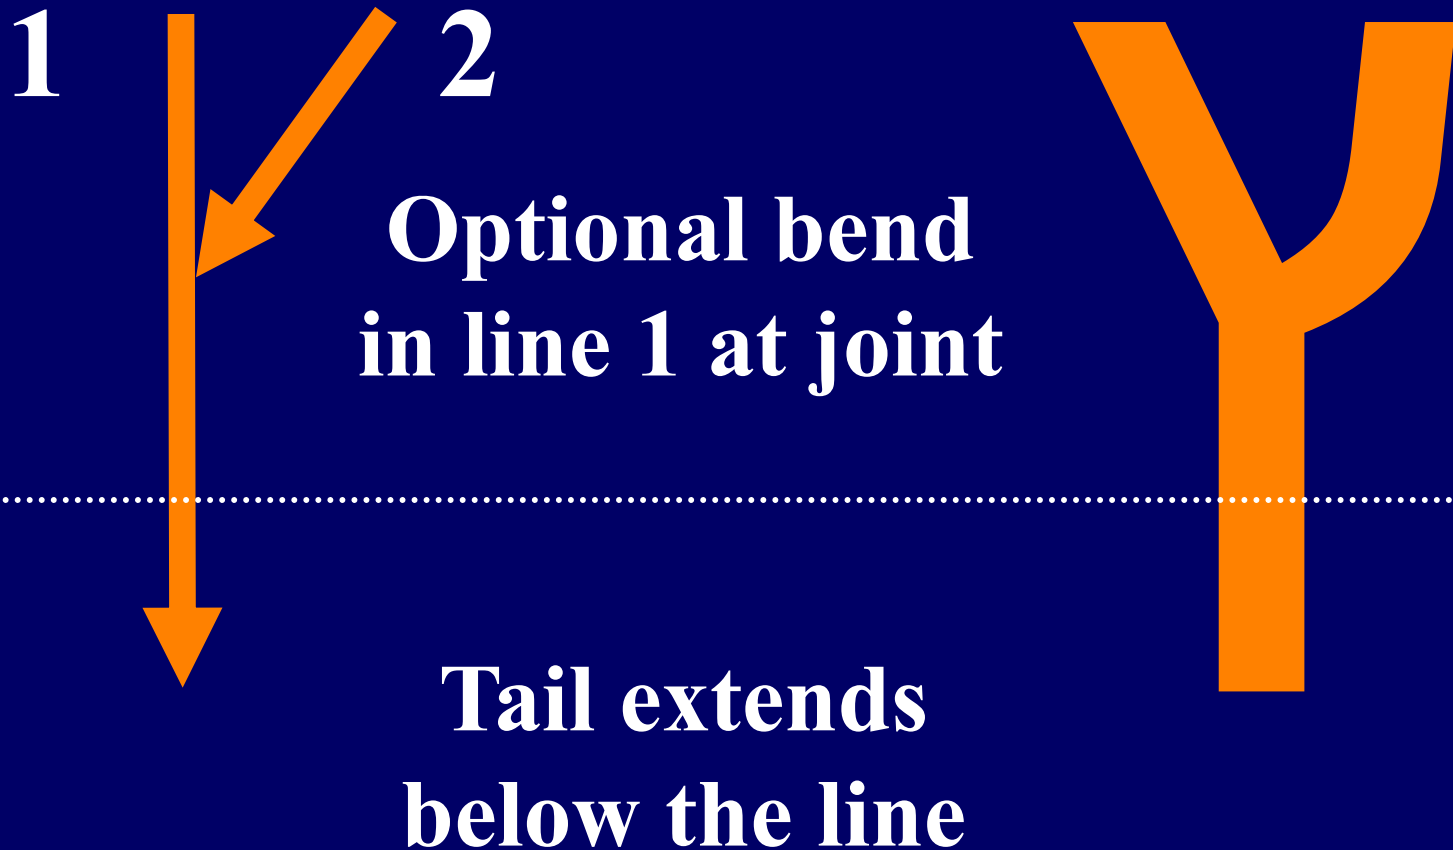 1 2 ץ
Optional bend
in line 1 at joint
Tail extends
below the line